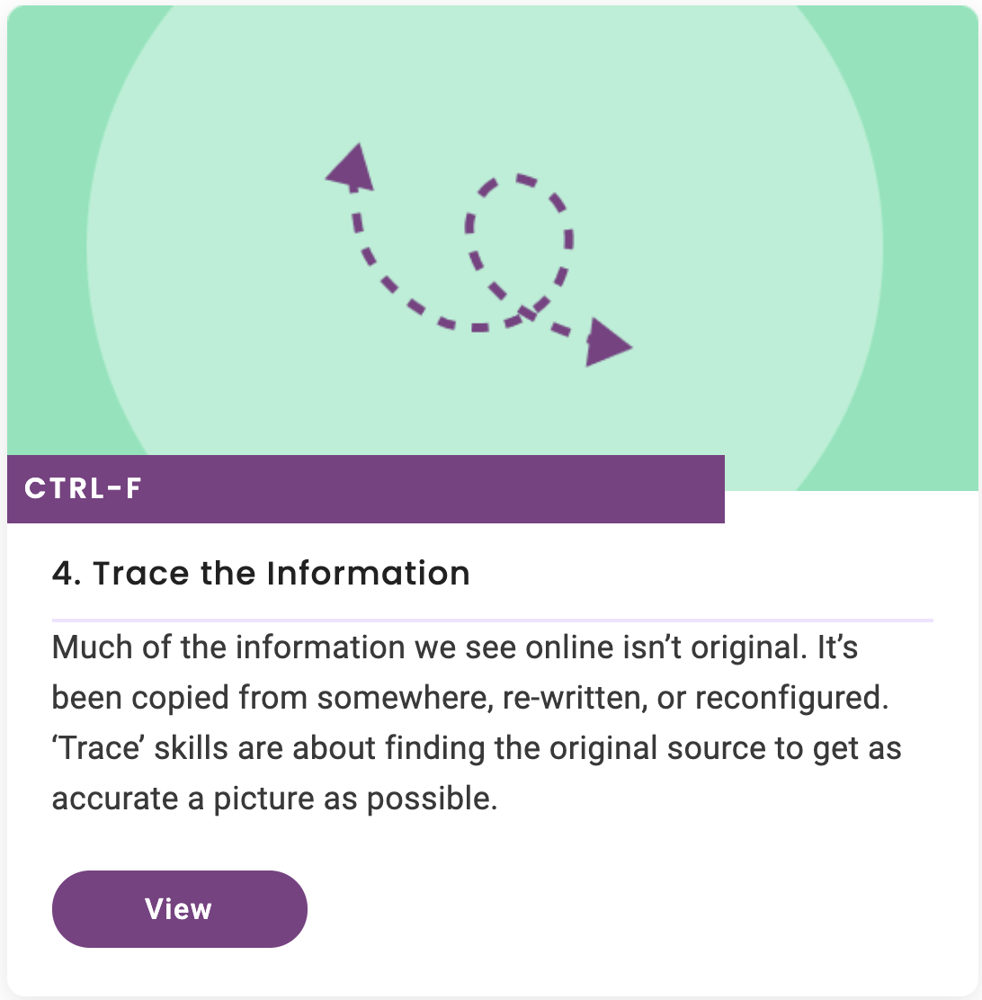 CTRL-F
4. Trace the Information
Much of the information we see online isn’t original. It’s
been copied from somewhere, re-written, or reconfigured.
‘Trace’ skills are about finding the original source to get as
accurate a picture as possible.
View